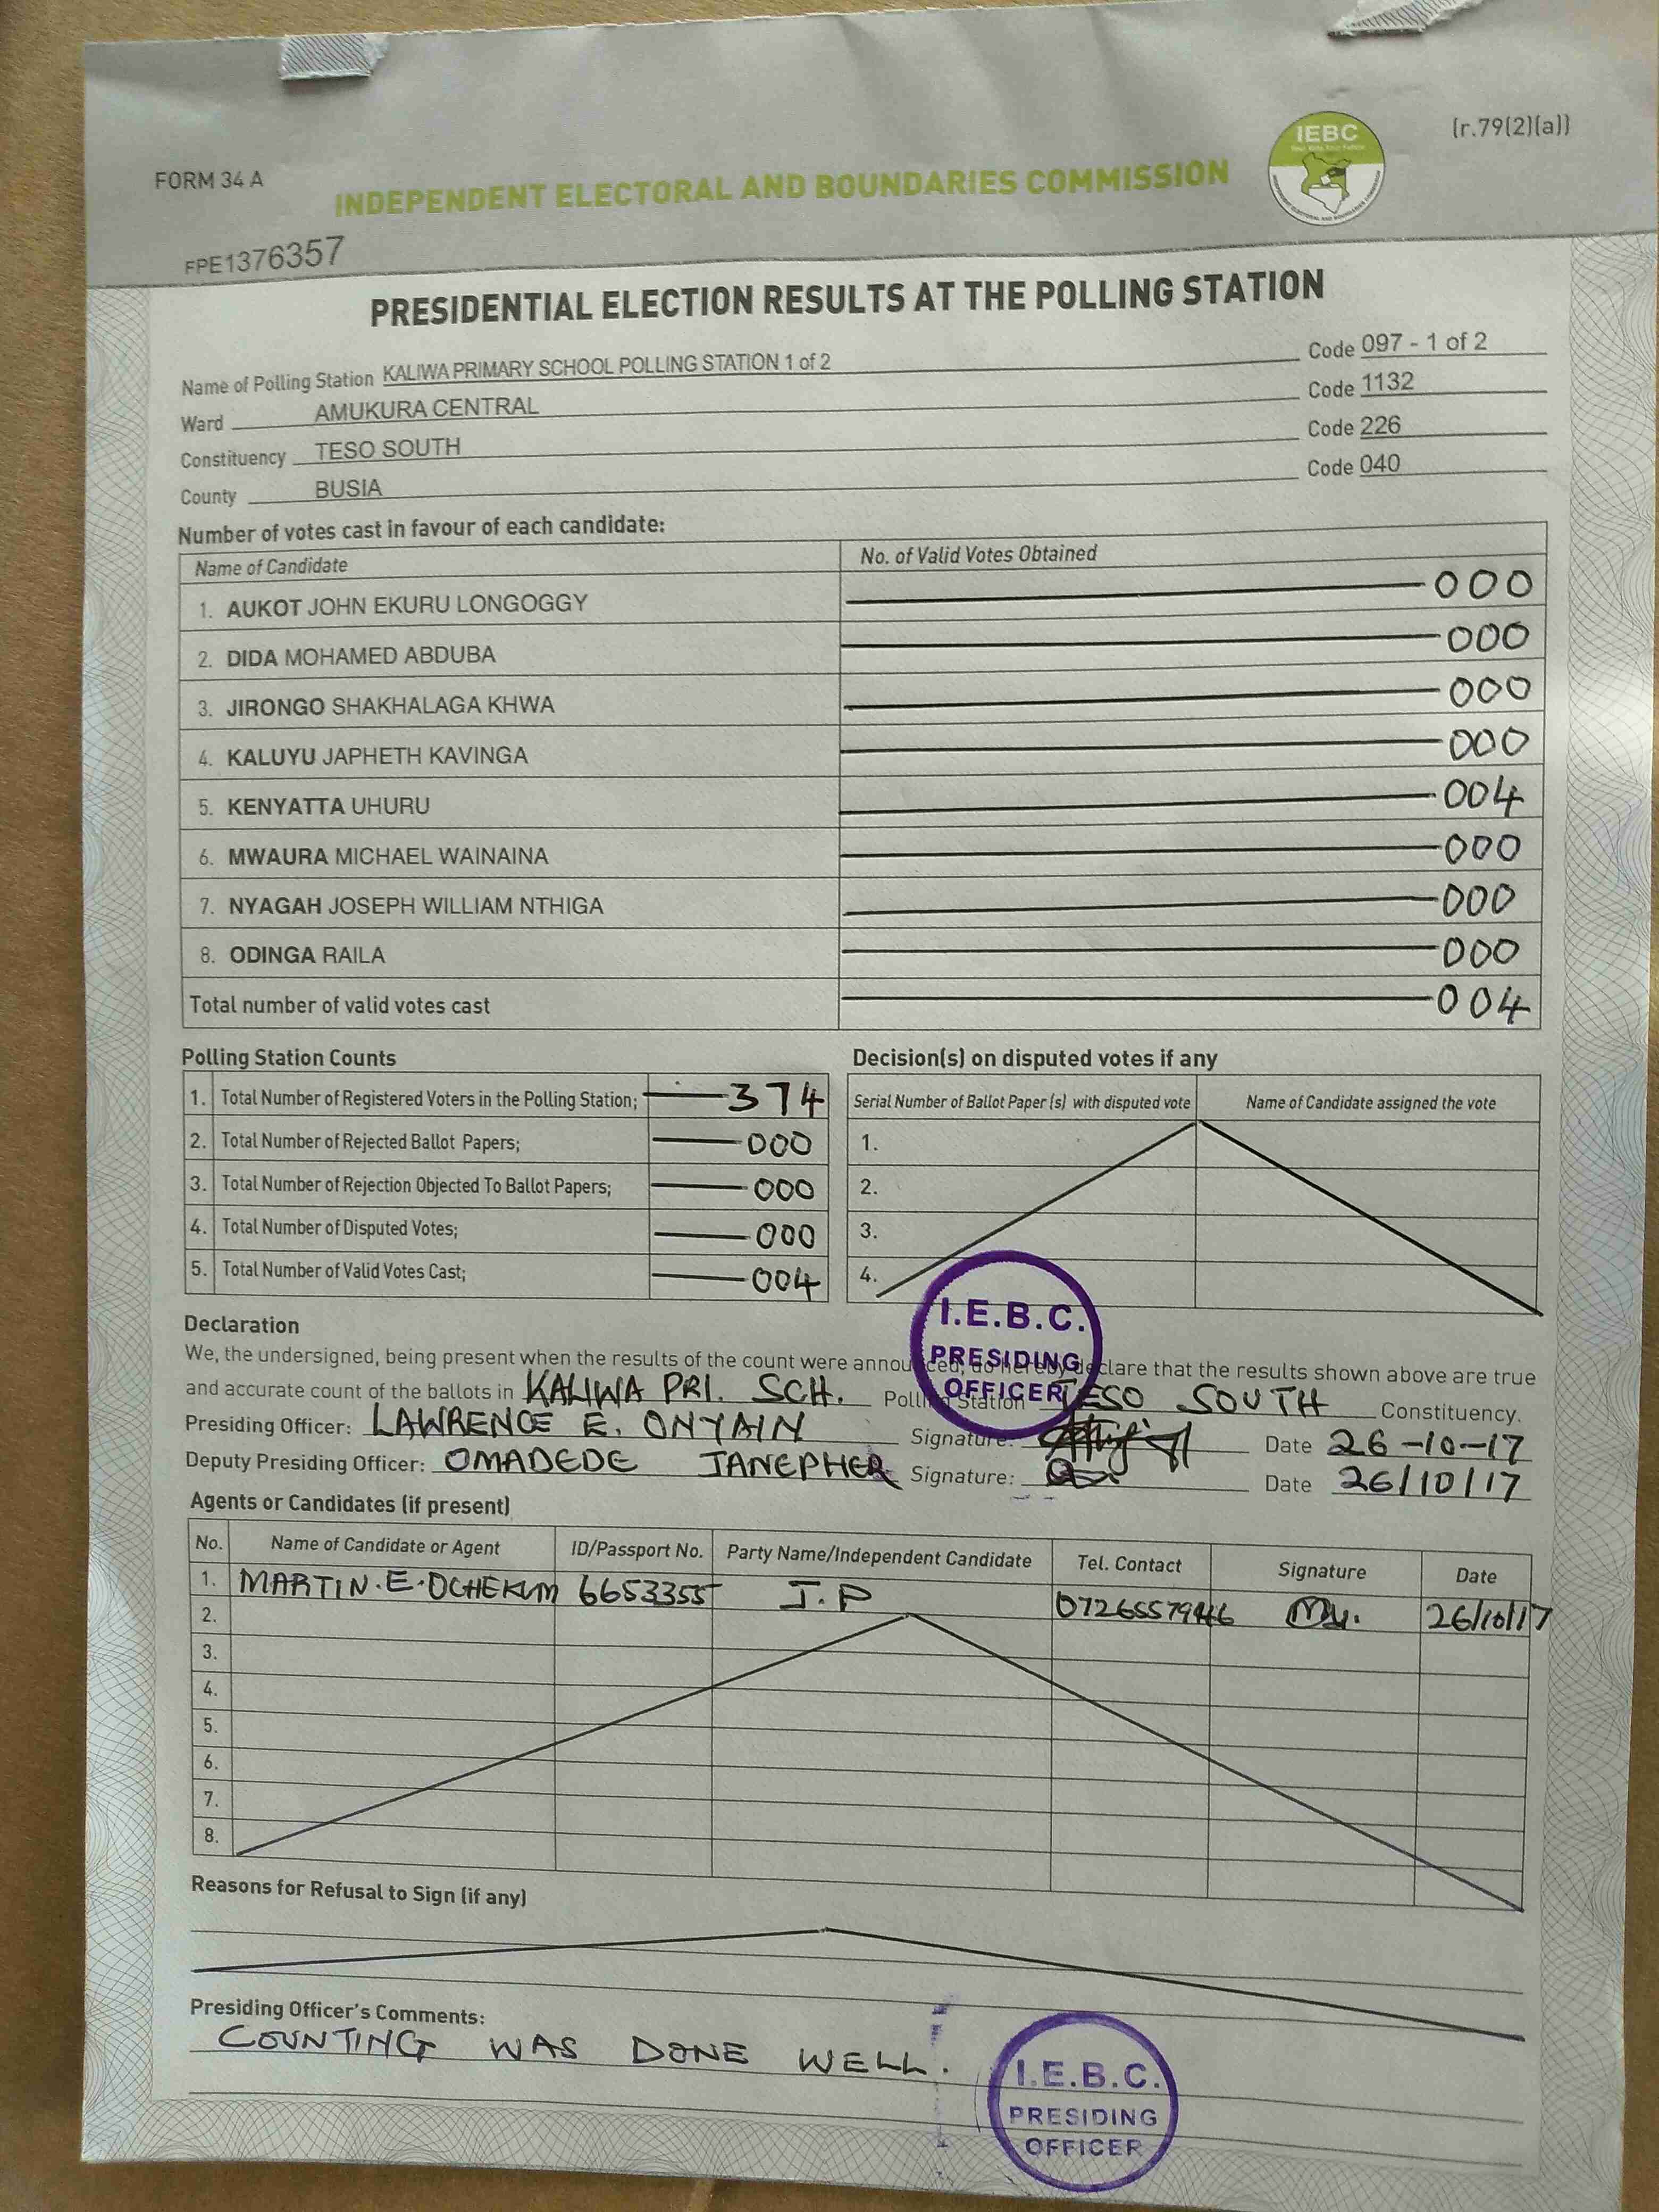 FORM 34 A
INDEPENDENT ELECTORAL AND BOUNDARIES COMMISSION
IEBC
(r.79(2)(a))
FPE1376357
PRESIDENTIAL ELECTION RESULTS AT THE POLLING STATION
Name of Polling Station KALIWA PRIMARY SCHOOL POLLING STATION 1 of 2 Code 097 - 1 of 2
Ward AMUKURA CENTRAL Code 1132
Constituency TESO SOUTH Code 226
County BUSIA Code 040
Number of votes cast in favour of each candidate:
Name of Candidate No. of Valid Votes Obtained
1. AUKOT JOHN EKURU LONGOGGY 000
2. DIDA MOHAMED ABDUBA 000
3. JIRONGO SHAKHALAGA KHWA 000
4. KALUYU JAPHETH KAVINGA 000
5. KENYATTA UHURU 004
6. MWAURA MICHAEL WAINAINA 000
7. NYAGAH JOSEPH WILLIAM NTHIGA 000
8. ODINGA RAILA 000
Total number of valid votes cast 004
Polling Station Counts
1. Total Number of Registered Voters in the Polling Station; 374
2. Total Number of Rejected Ballot Papers; 000
3. Total Number of Rejection Objected To Ballot Papers; 000
4. Total Number of Disputed Votes; 000
5. Total Number of Valid Votes Cast; 004
Decision(s) on disputed votes if any
Serial Number of Ballot Paper (s) with disputed vote Name of Candidate assigned the vote
1.
2.
3.
4.
I.E.B.C.
PRESIDING
OFFICER
Declaration
We, the undersigned, being present when the results of the count were announced, do hereby declare that the results shown above are true
and accurate count of the ballots in KALIWA PRI. SCH. Polling Station TESO SOUTH Constituency.
Presiding Officer: LAWRENCE E. ONYAIN Signature: Date 26-10-17
Deputy Presiding Officer: OMADEDE JANEPHER Signature: Date 26/10/17
Agents or Candidates (if present)
No. Name of Candidate or Agent ID/Passport No. Party Name/Independent Candidate Tel. Contact Signature Date
1. MARTIN.E.OCHEKUM 6653355 J.P 26/10/17
2.
3.
4.
5.
6.
7.
8.
Reasons for Refusal to Sign (if any)
Presiding Officer's Comments:
COUNTING WAS DONE WELL.
I.E.B.C.
PRESIDING
OFFICER